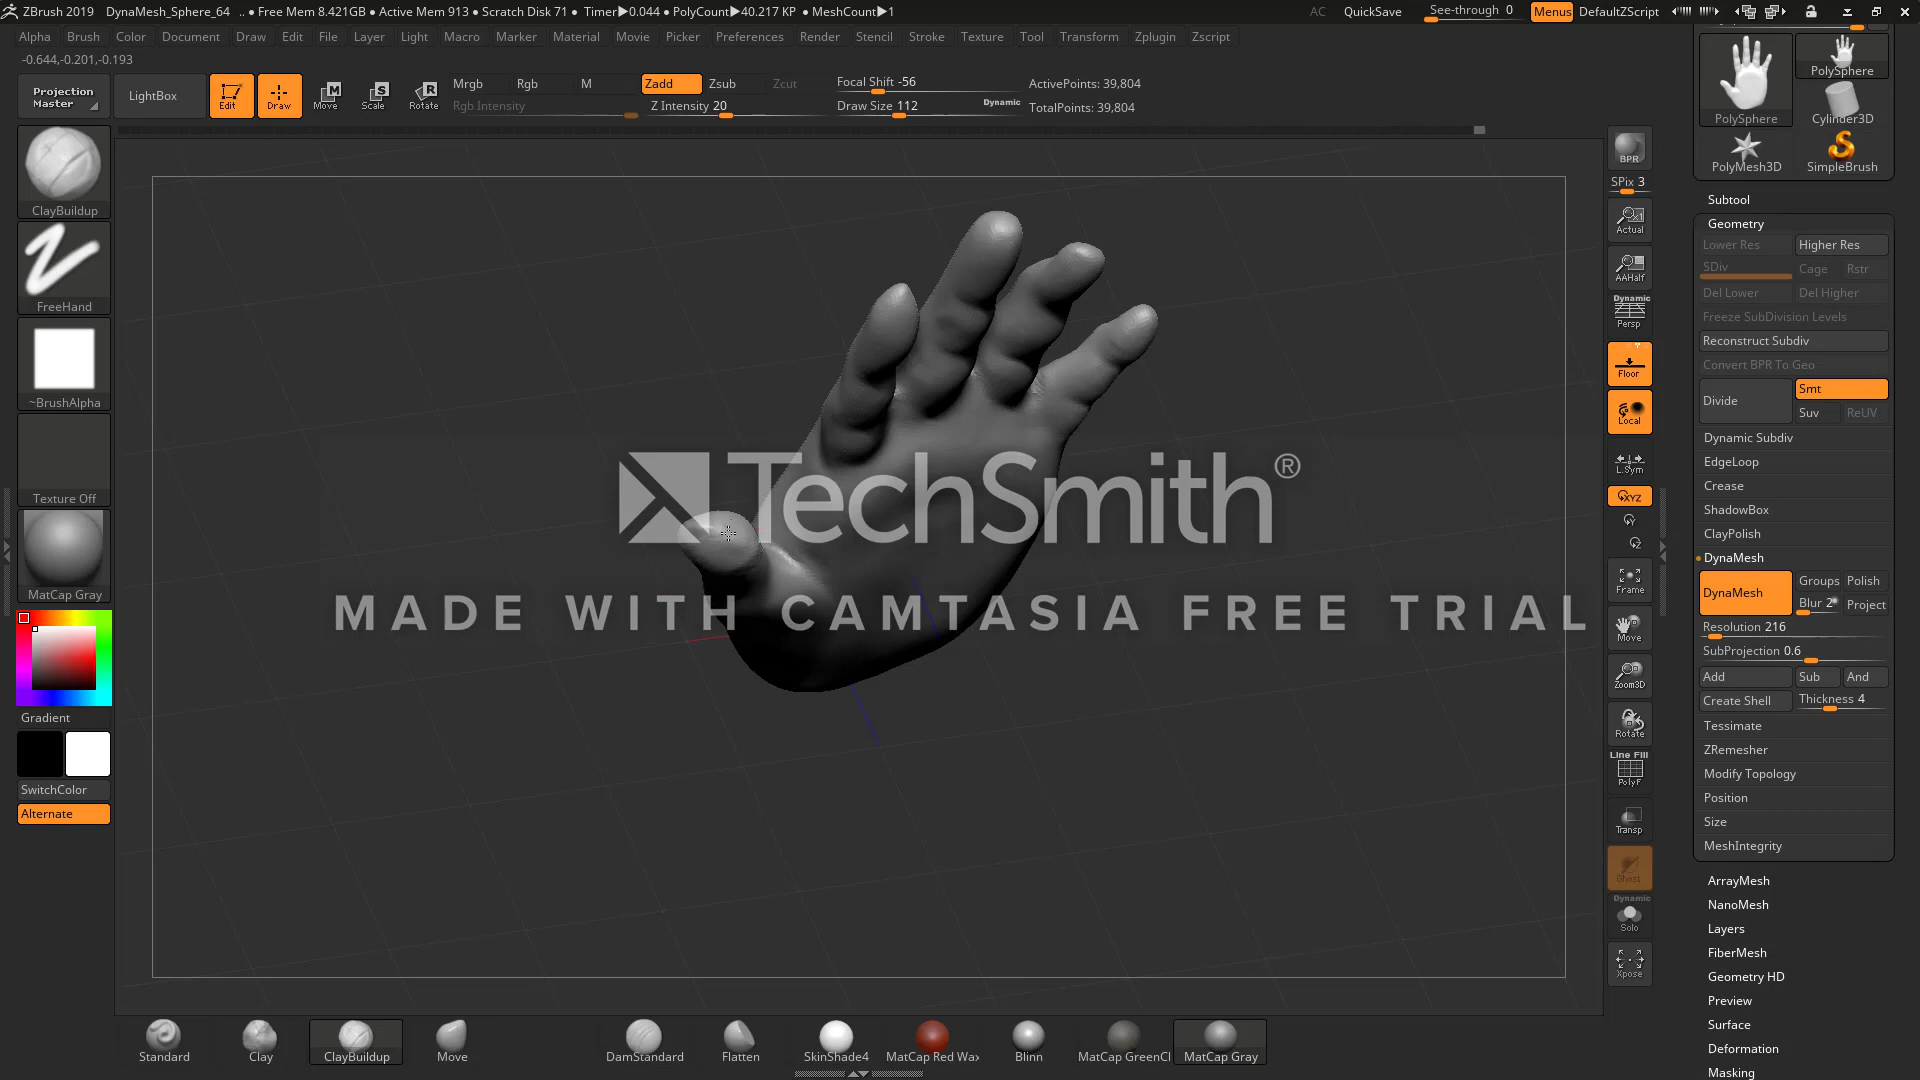 ZBrush 2019 DynaMesh_Sphere_64 .. ● Free Mem 8.421GB ● Active Mem 913 ● Scratch Disk 71 ● Timer▶0.044 ● PolyCount▶40.217 KP ● MeshCount▶1 AC QuickSave See-through 0 Menus DefaultZScript
Alpha Brush Color Document Draw Edit File Layer Light Macro Marker Material Movie Picker Preferences Render Stencil Stroke Texture Tool Transform Zplugin Zscript
-0.644,-0.201,-0.193
Projection Master
LightBox
Edit
Draw
Move
Scale
Rotate
Mrgb Rgb M
Rgb Intensity
Zadd Zsub Zcut
Z Intensity 20
Focal Shift -56
Draw Size 112
Dynamic
ActivePoints: 39,804
TotalPoints: 39,804
ClayBuildup
FreeHand
~BrushAlpha
Texture Off
MatCap Gray
Gradient
SwitchColor
Alternate
TechSmith®
MADE WITH CAMTASIA FREE TRIAL
BPR
SPix 3
Actual
AAHalf
Dynamic
Persp
Floor
Local
L.Sym
XYZ
Y
Z
Frame
Move
Zoom3D
Rotate
Line Fill
PolyF
Transp
Ghost
Dynamic
Solo
Xpose
PolySphere
PolySphere
Cylinder3D
PolyMesh3D
SimpleBrush
Subtool
Geometry
Lower Res Higher Res
SDiv Cage Rstr
Del Lower Del Higher
Freeze SubDivision Levels
Reconstruct Subdiv
Convert BPR To Geo
Divide Smt
Suv ReUV
Dynamic Subdiv
EdgeLoop
Crease
ShadowBox
ClayPolish
DynaMesh
DynaMesh Groups Polish
Blur 2 Project
Resolution 216
SubProjection 0.6
Add Sub And
Create Shell Thickness 4
Tessimate
ZRemesher
Modify Topology
Position
Size
MeshIntegrity
ArrayMesh
NanoMesh
Layers
FiberMesh
Geometry HD
Preview
Surface
Deformation
Masking
Standard Clay ClayBuildup Move DamStandard Flatten SkinShade4 MatCap Red Wax Blinn MatCap GreenCl MatCap Gray